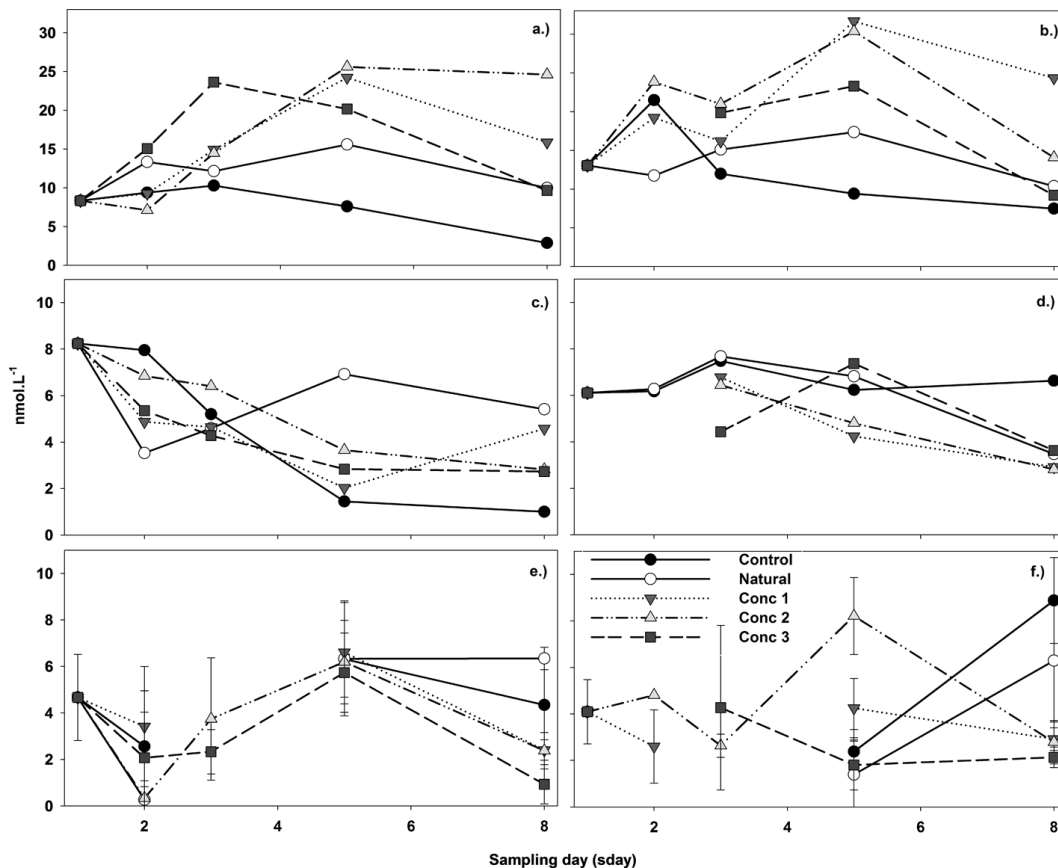 a.)
b.)
30
25
20
15
10
5
0
c.)
d.)
10
8
6
4
2
0
nmol.L-1
e.)
f.)
10
8
6
4
2
0
Control
Natural
Conc 1
Conc 2
Conc 3
2 4 6 8
2 4 6 8
Sampling day (sday)